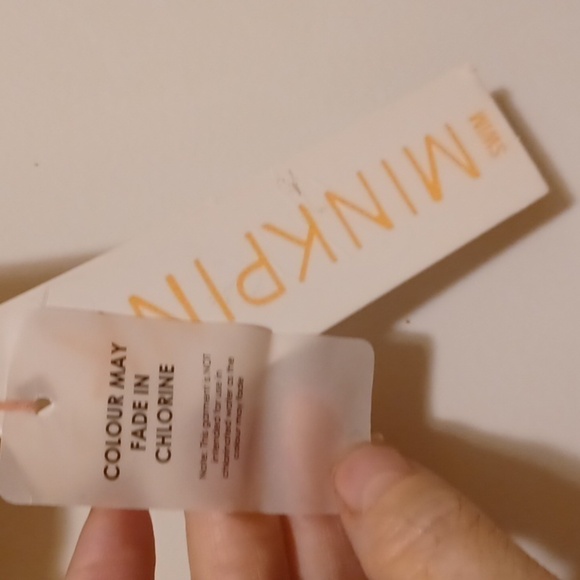 MINKPIN
SWIM
COLOUR MAY
FADE IN
CHLORINE
Note: This garment is NOT
intended for use in
chlorinated water as the
colour may fade